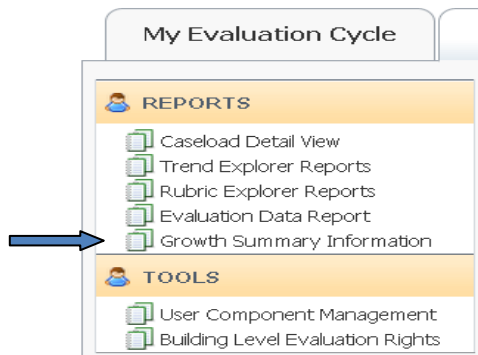 My Evaluation Cycle
REPORTS
Caseload Detail View
Trend Explorer Reports
Rubric Explorer Reports
Evaluation Data Report
Growth Summary Information
TOOLS
User Component Management
Building Level Evaluation Rights